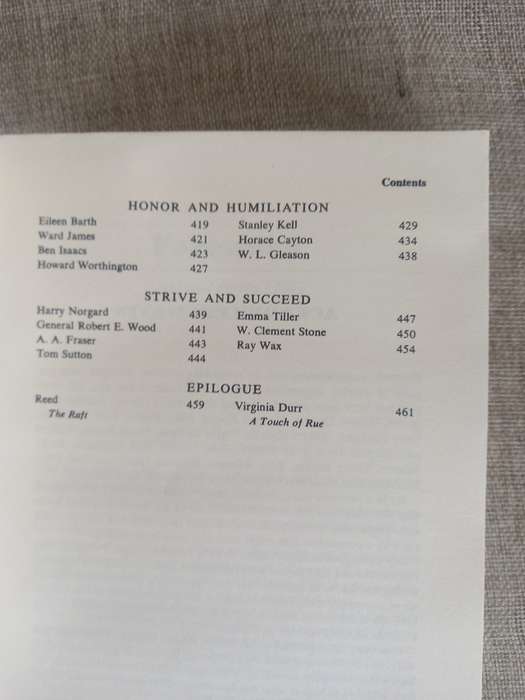 Contents
HONOR AND HUMILIATION
Eileen Barth 419 Stanley Kell 429
Ward James 421 Horace Cayton 434
Ben Isaacs 423 W. L. Gleason 438
Howard Worthington 427
STRIVE AND SUCCEED
Harry Norgard 439 Emma Tiller 447
General Robert E. Wood 441 W. Clement Stone 450
A. A. Fraser 443 Ray Wax 454
Tom Sutton 444
EPILOGUE
Reed 459 Virginia Durr 461
The Raft A Touch of Rue